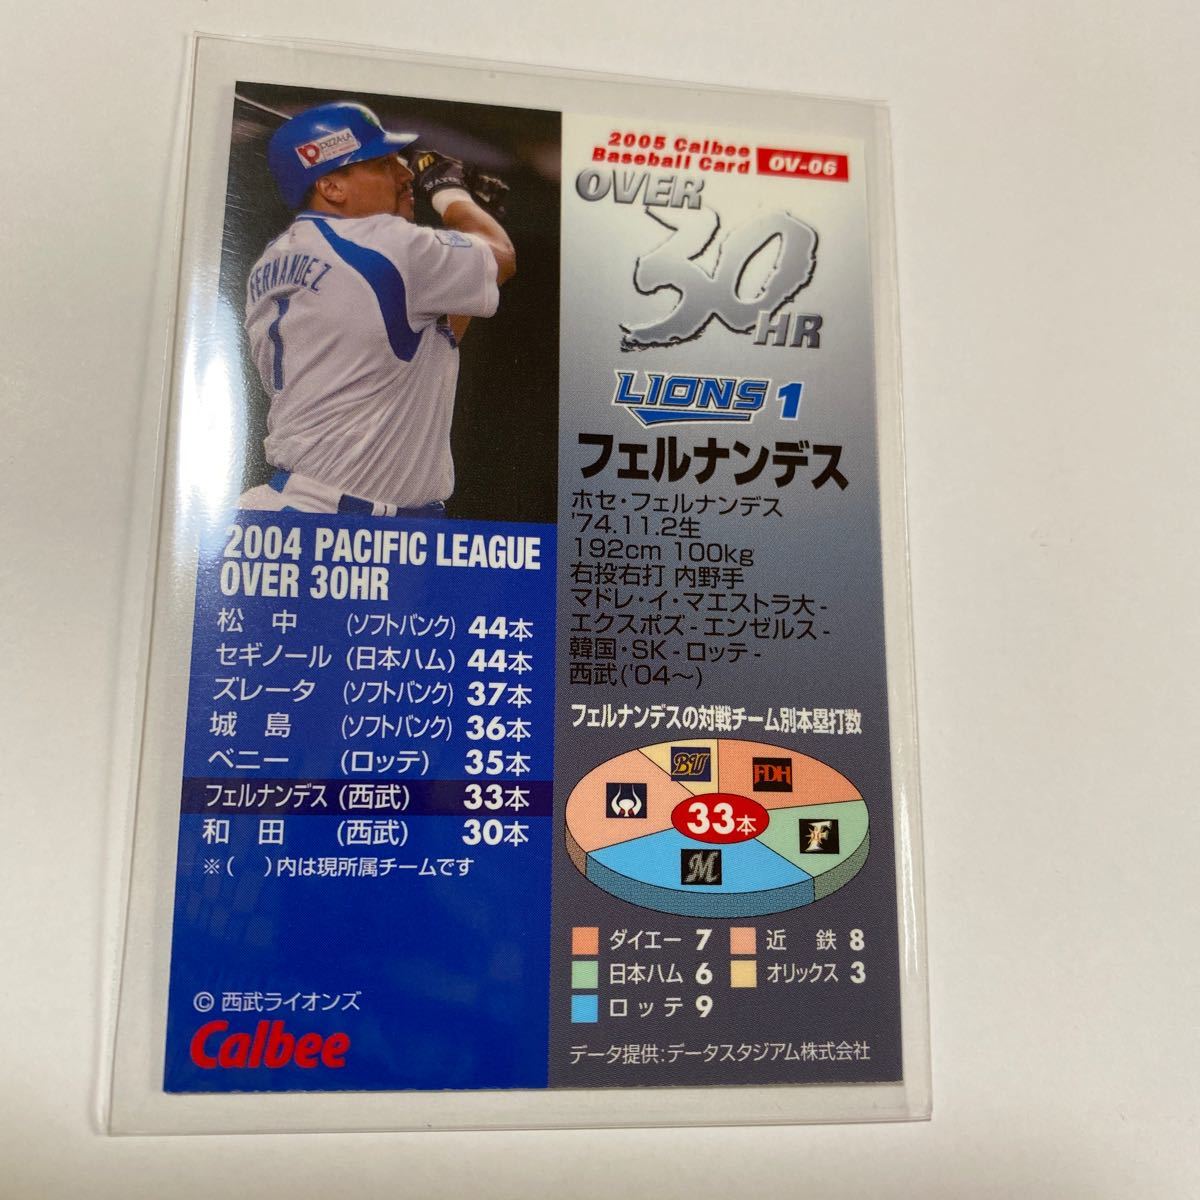 PIZZA-LA
FERNANDEZ
1
2004 PACIFIC LEAGUE
OVER 30HR
松中 (ソフトバンク) 44本
セギノール (日本ハム) 44本
ズレータ (ソフトバンク) 37本
城島 (ソフトバンク) 36本
ベニー (ロッテ) 35本
フェルナンデス (西武) 33本
和田 (西武) 30本
※( )内は現所属チームです
© 西武ライオンズ
Calbee
2005 Calbee
Baseball Card OV-06
OVER
30
HR
LIONS 1
フェルナンデス
ホセ・フェルナンデス
'74.11.2生
192cm 100kg
右投右打 内野手
マドレ・イ・マエストラ大-
エクスポズ-エンゼルス-
韓国・SK-ロッテ-
西武('04~)
フェルナンデスの対戦チーム別本塁打数
BW
FDH
F
M
33本
ダイエー 7 近鉄 8
日本ハム 6 オリックス 3
ロッテ 9
データ提供:データスタジアム株式会社